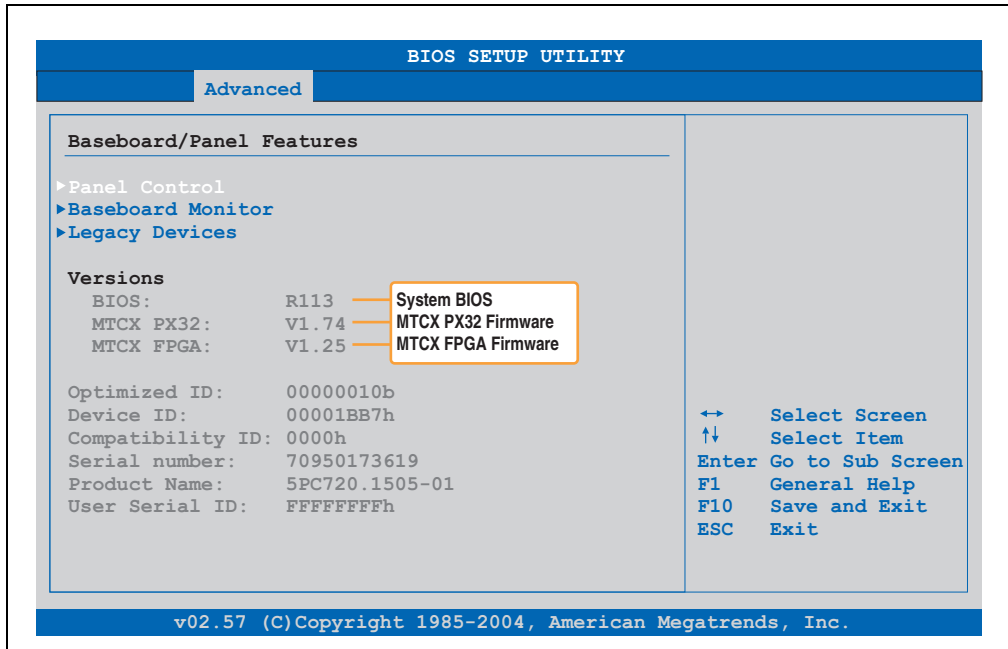 BIOS SETUP UTILITY
Advanced
Baseboard/Panel Features
Panel Control
Baseboard Monitor
Legacy Devices
Versions
BIOS: R113 System BIOS
MTCX PX32: V1.74 MTCX PX32 Firmware
MTCX FPGA: V1.25 MTCX FPGA Firmware
Optimized ID: 00000010b
Device ID: 00001BB7h
Compatibility ID: 0000h
Serial number: 70950173619
Product Name: 5PC720.1505-01
User Serial ID: FFFFFFFFh
↔ Select Screen
↑↓ Select Item
Enter Go to Sub Screen
F1 General Help
F10 Save and Exit
ESC Exit
v02.57 (C)Copyright 1985-2004, American Megatrends, Inc.